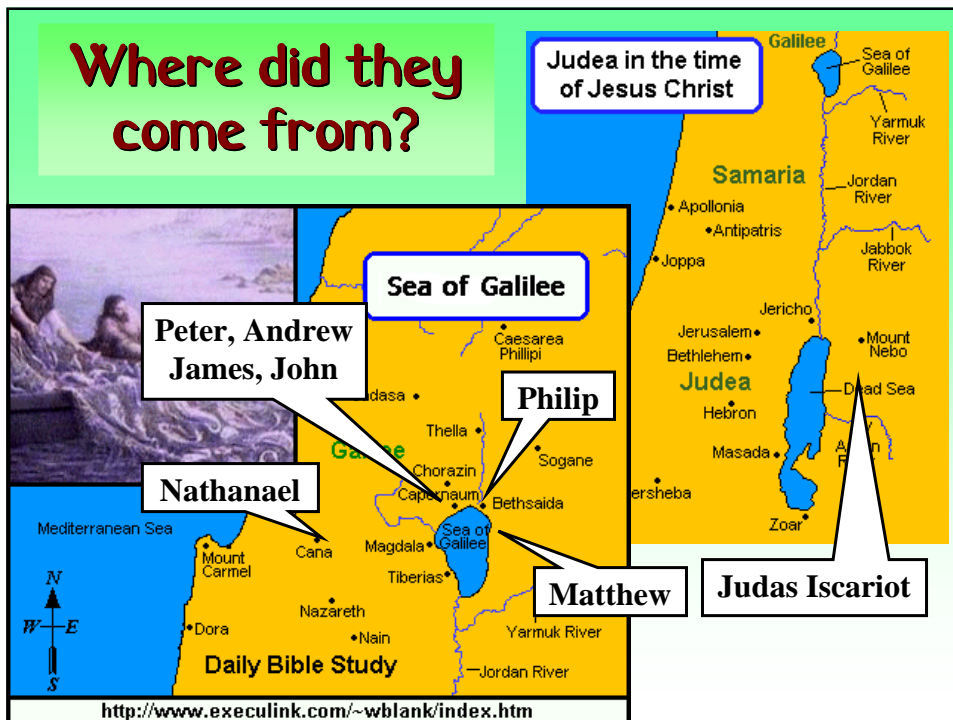 Where did they
come from?
Judea in the time
of Jesus Christ
Galilee
Sea of
Galilee
Yarmuk
River
Samaria
Jordan
River
Apollonia
Antipatris
Jabbok
River
Joppa
Jericho
Jerusalem
Mount
Nebo
Bethlehem
Judea
Dead Sea
Hebron
Masada
ersheba
Zoar
Judas Iscariot
Sea of Galilee
Peter, Andrew
James, John
Caesarea
Phillipi
dasa
Philip
Thella
Sogane
Chorazin
Nathanael
Capernaum
Bethsaida
Mediterranean Sea
Sea of
Galilee
Magdala
Cana
Mount
Carmel
Tiberias
Matthew
N
W E
S
Nazareth
Dora
Nain
Yarmuk River
Daily Bible Study
Jordan River
http://www.execulink.com/~wblank/index.htm